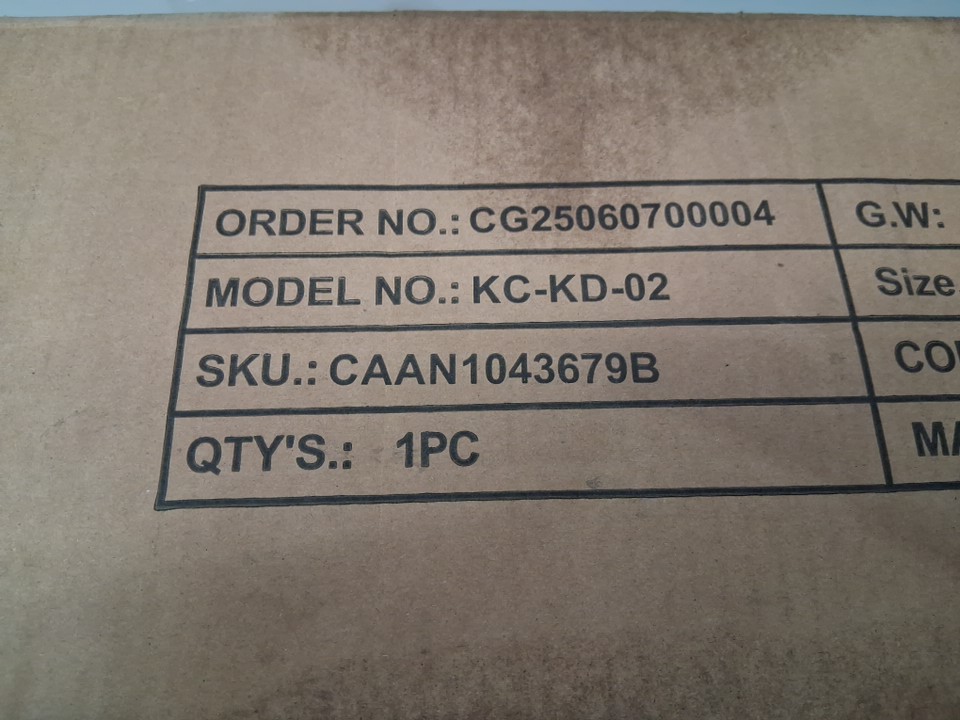 ORDER NO.: CG25060700004 G.W:
MODEL NO.: KC-KD-02 Size
SKU.: CAAN1043679B
QTY'S.: 1PC